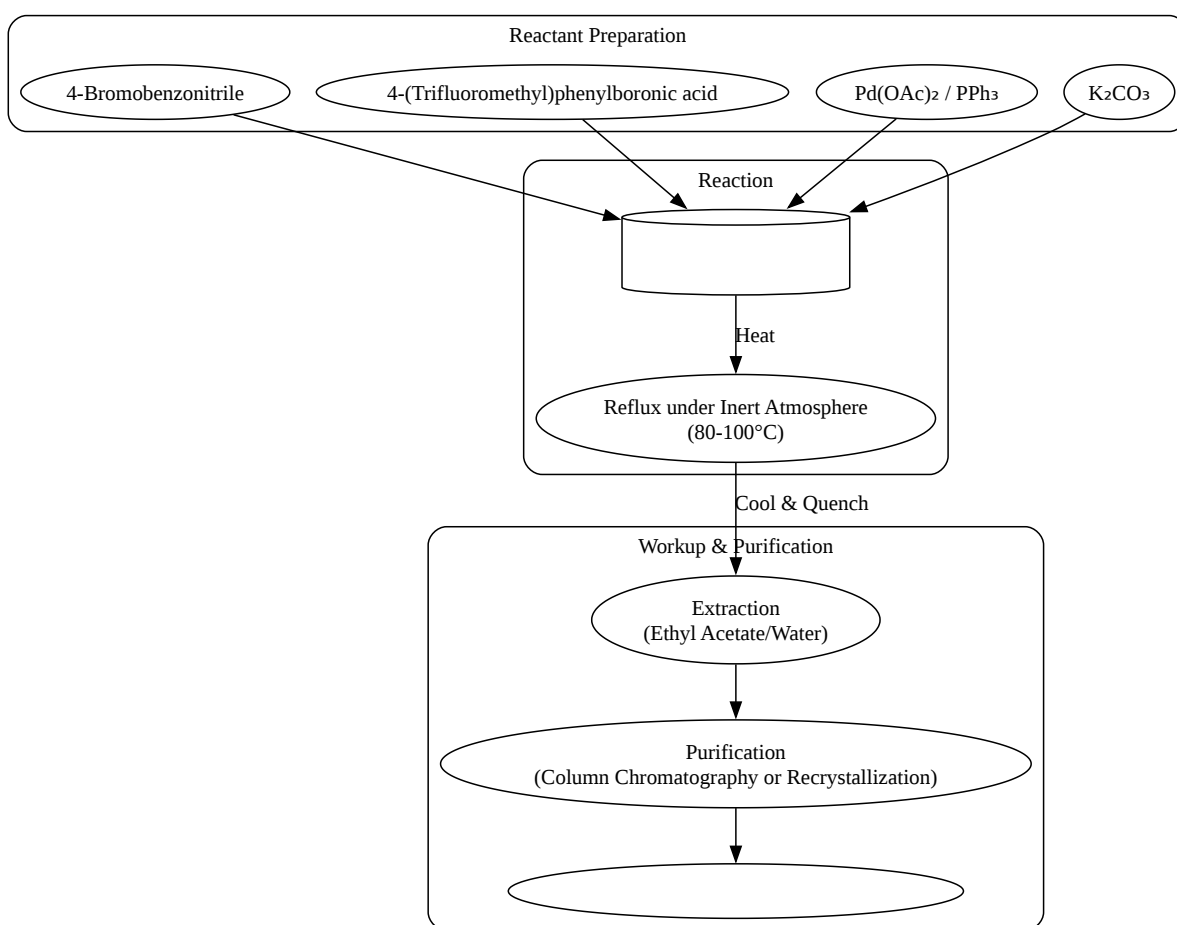 Reactant Preparation
4-Bromobenzonitrile
4-(Trifluoromethyl)phenylboronic acid
Pd(OAc)₂ / PPh₃
K₂CO₃
Reaction
Heat
Reflux under Inert Atmosphere
(80-100°C)
Cool & Quench
Workup & Purification
Extraction
(Ethyl Acetate/Water)
Purification
(Column Chromatography or Recrystallization)